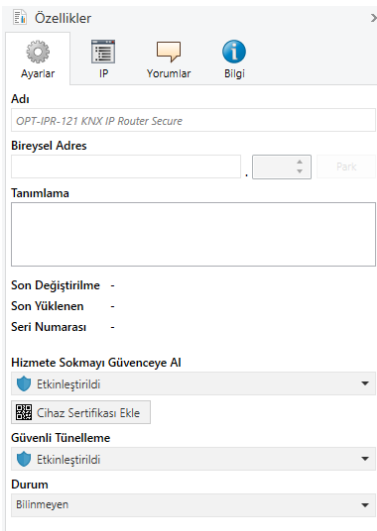 Özellikler
Ayarlar IP Yorumlar Bilgi
Adı
OPT-IPR-121 KNX IP Router Secure
Bireysel Adres
. Park
Tanımlama
Son Değiştirilme -
Son Yüklenen -
Seri Numarası -
Hizmete Sokmayı Güvenceye Al
Etkinleştirildi
Cihaz Sertifikası Ekle
Güvenli Tünelleme
Etkinleştirildi
Durum
Bilinmeyen